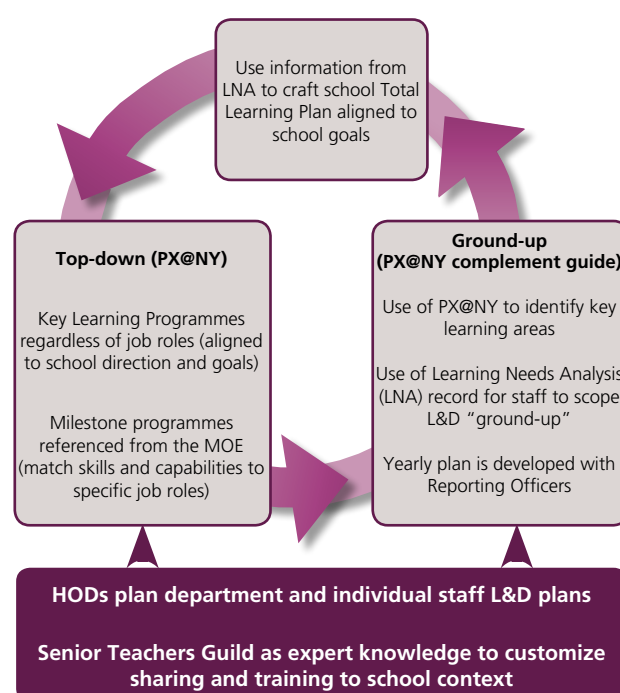 Use information from
LNA to craft school Total
Learning Plan aligned to
school goals
Top-down (PX@NY)
Key Learning Programmes
regardless of job roles (aligned
to school direction and goals)
Milestone programmes
referenced from the MOE
(match skills and capabilities to
specific job roles)
Ground-up
(PX@NY complement guide)
Use of PX@NY to identify key
learning areas
Use of Learning Needs Analysis
(LNA) record for staff to scope
L&D “ground-up”
Yearly plan is developed with
Reporting Officers
HODs plan department and individual staff L&D plans
Senior Teachers Guild as expert knowledge to customize
sharing and training to school context